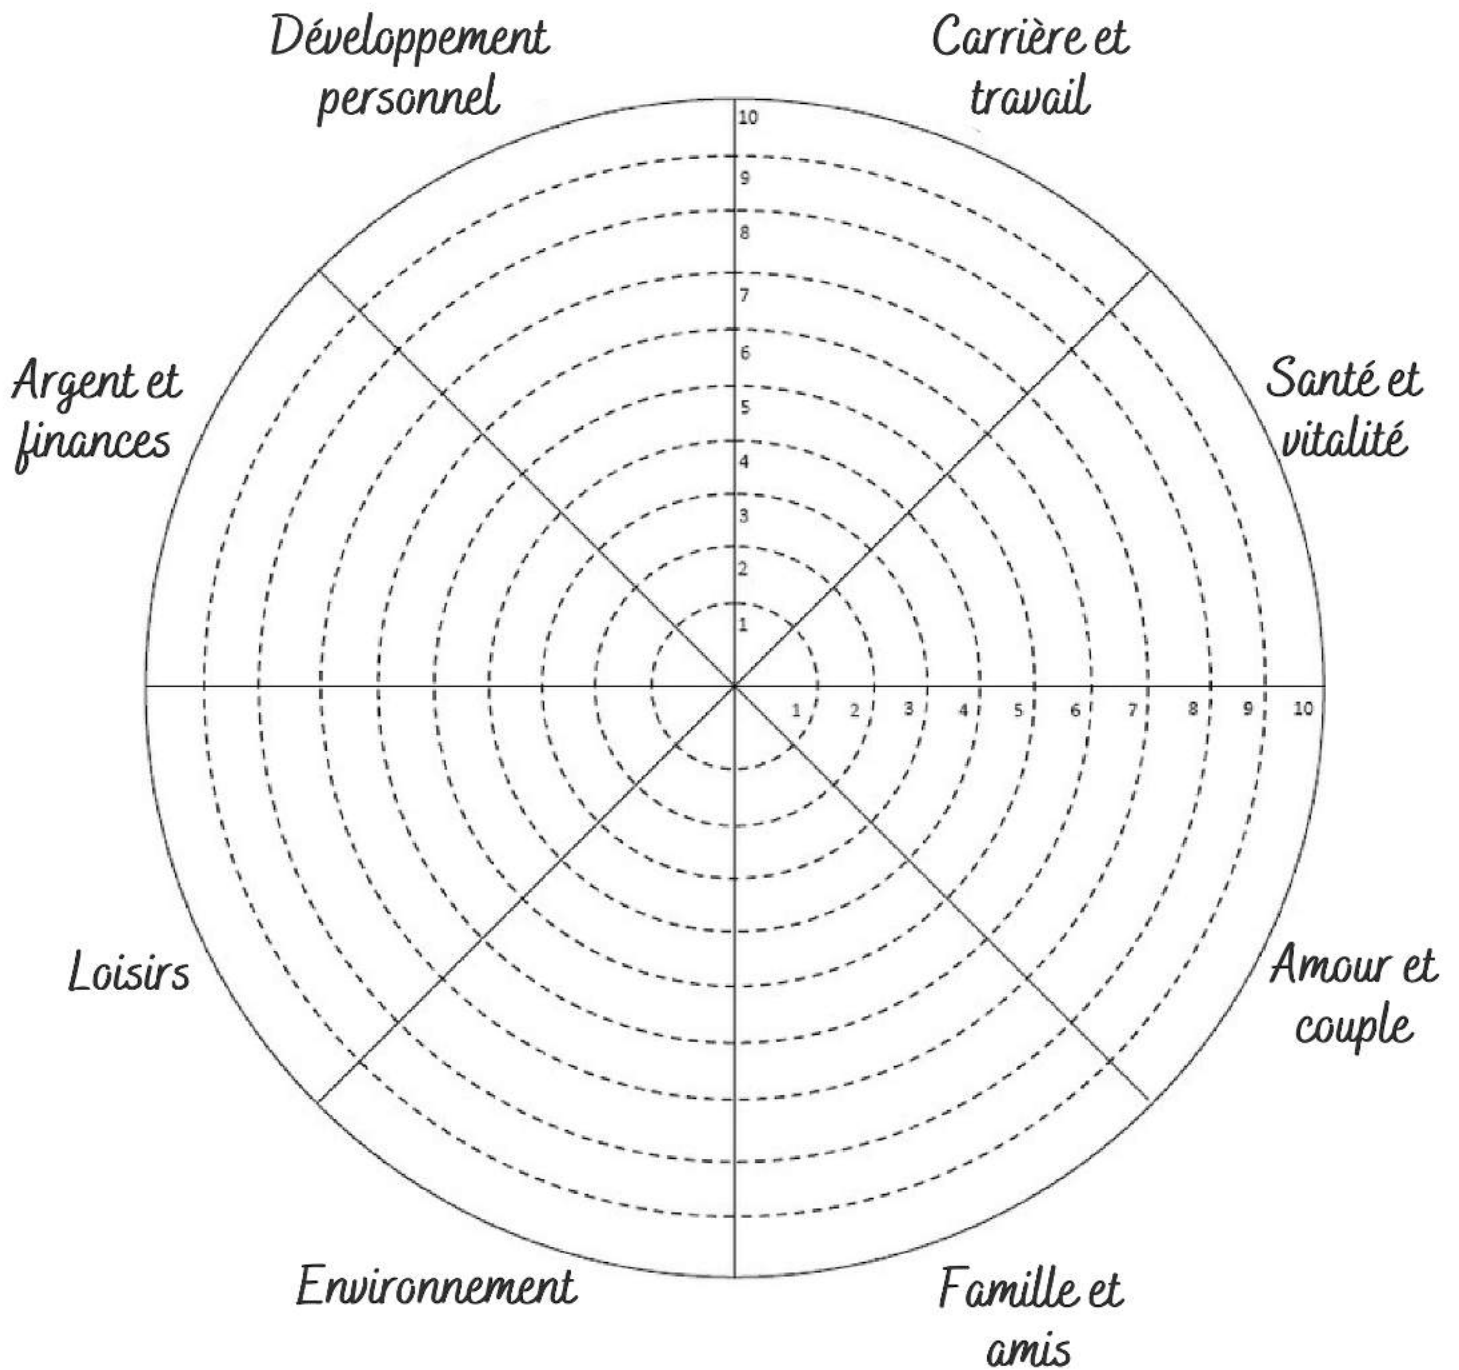 Développement
personnel
Carrière et
travail
10
9
8
7
6
5
4
3
2
1
Argent et
finances
Santé et
vitalité
1 2 3 4 5 6 7 8 9 10
Loisirs
Amour et
couple
Environnement
Famille et
amis